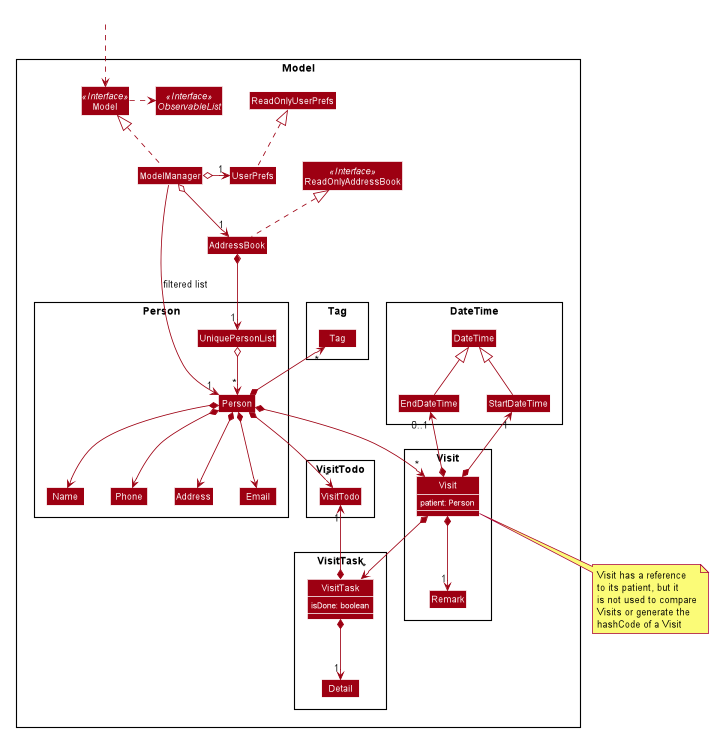 Model
«Interface»
Model
«Interface»
ObservableList
ReadOnlyUserPrefs
ModelManager
1
UserPrefs
«Interface»
ReadOnlyAddressBook
1
AddressBook
filtered list
Person
Tag
DateTime
1
UniquePersonList
Tag
DateTime
*
*
1
Person
EndDateTime
StartDateTime
0..1
1
VisitTodo
Visit
*
Name
Phone
Address
Email
VisitTodo
Visit
patient: Person
1
VisitTask
*
VisitTask
isDone: boolean
1
Remark
1
Detail
Visit has a reference
to its patient, but it
is not used to compare
Visits or generate the
hashCode of a Visit